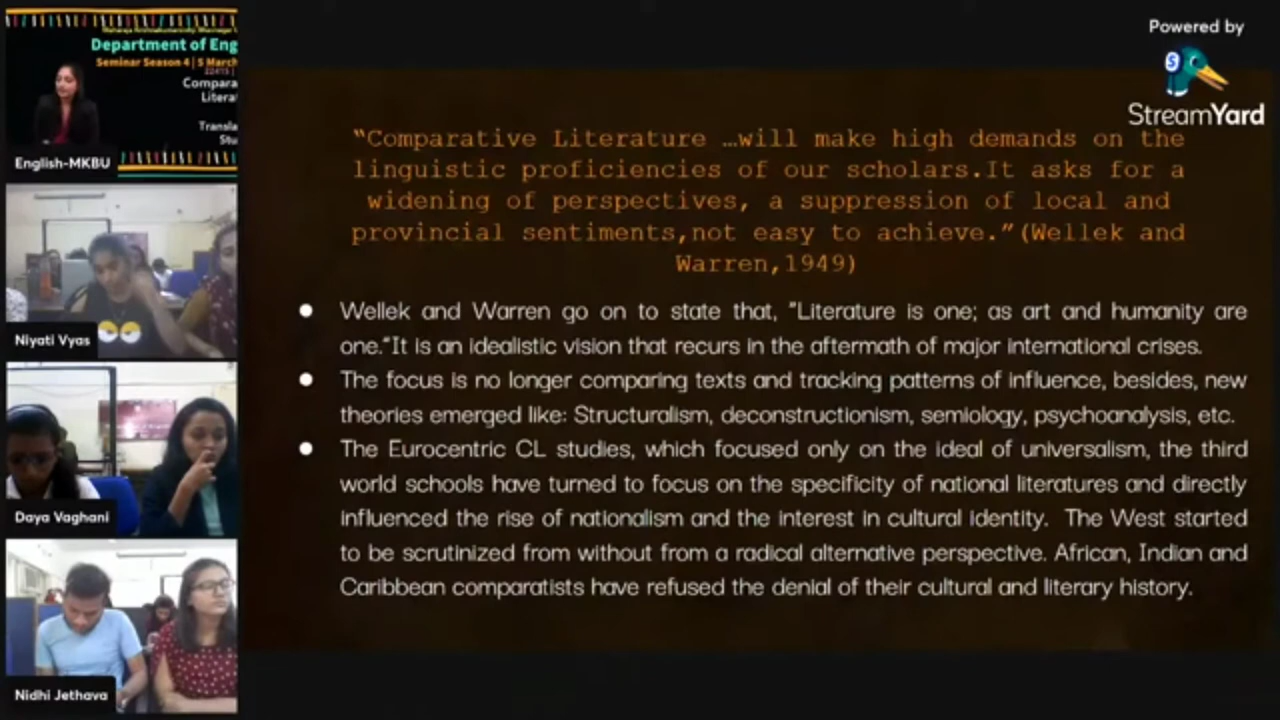 Department of Eng
Seminar Season 4 | 5 March
Compara
Litera
Transla
Stu
English-MKBU
Niyati Vyas
Daya Vaghani
Nidhi Jethava
Powered by
StreamYard
“Comparative Literature …will make high demands on the
linguistic proficiencies of our scholars.It asks for a
widening of perspectives, a suppression of local and
provincial sentiments,not easy to achieve.”(Wellek and
Warren,1949)
● Wellek and Warren go on to state that, “Literature is one; as art and humanity are
one.“It is an idealistic vision that recurs in the aftermath of major international crises.
● The focus is no longer comparing texts and tracking patterns of influence, besides, new
theories emerged like: Structuralism, deconstructionism, semiology, psychoanalysis, etc.
● The Eurocentric CL studies, which focused only on the ideal of universalism, the third
world schools have turned to focus on the specificity of national literatures and directly
influenced the rise of nationalism and the interest in cultural identity.  The West started
to be scrutinized from without from a radical alternative perspective. African, Indian and
Caribbean comparatists have refused the denial of their cultural and literary history.